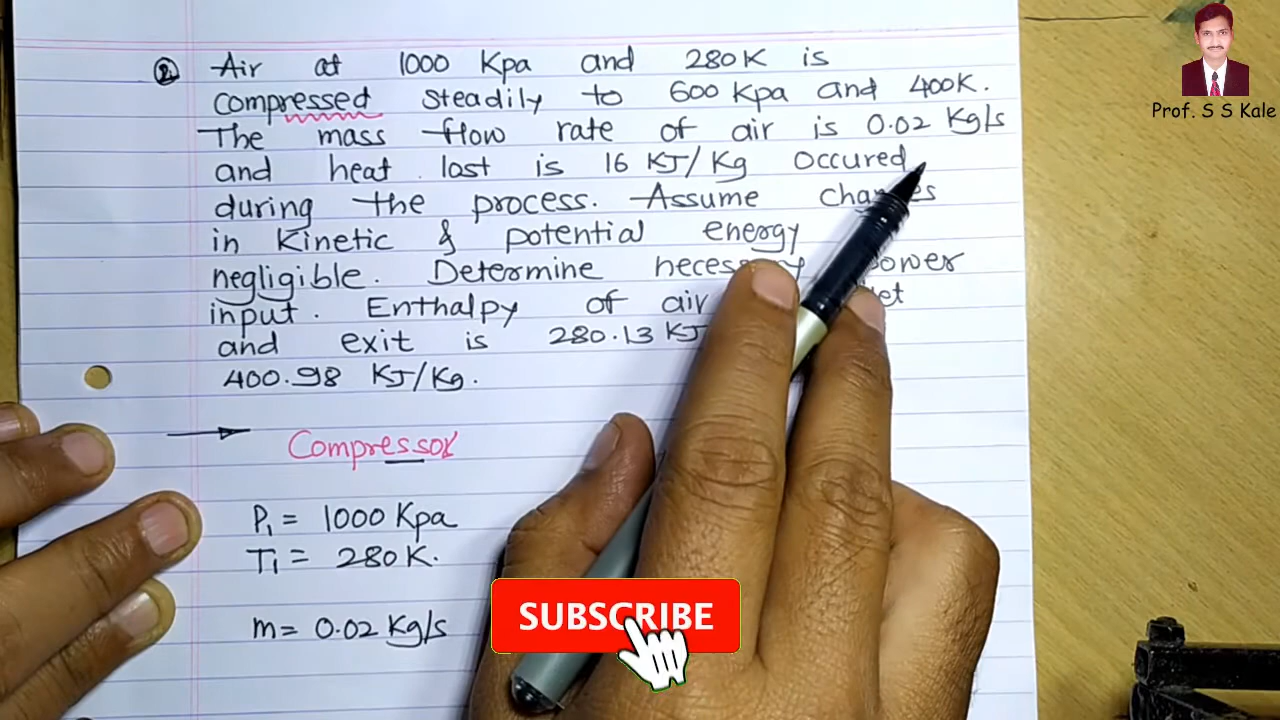 Prof. S S Kale
2. Air at 1000 Kpa and 280K is
compressed steadily to 600 Kpa and 400K.
The mass flow rate of air is 0.02 Kg/s
and heat lost is 16 KJ/Kg occured
during the process. Assume
in Kinetic & potential energy
negligible. Determine
input. Enthalpy of air
and exit is 280.13 KJ
400.98 KJ/Kg.
Compressor
P1 = 1000 Kpa
T1 = 280K.
m = 0.02 Kg/s
SUBSCRIBE